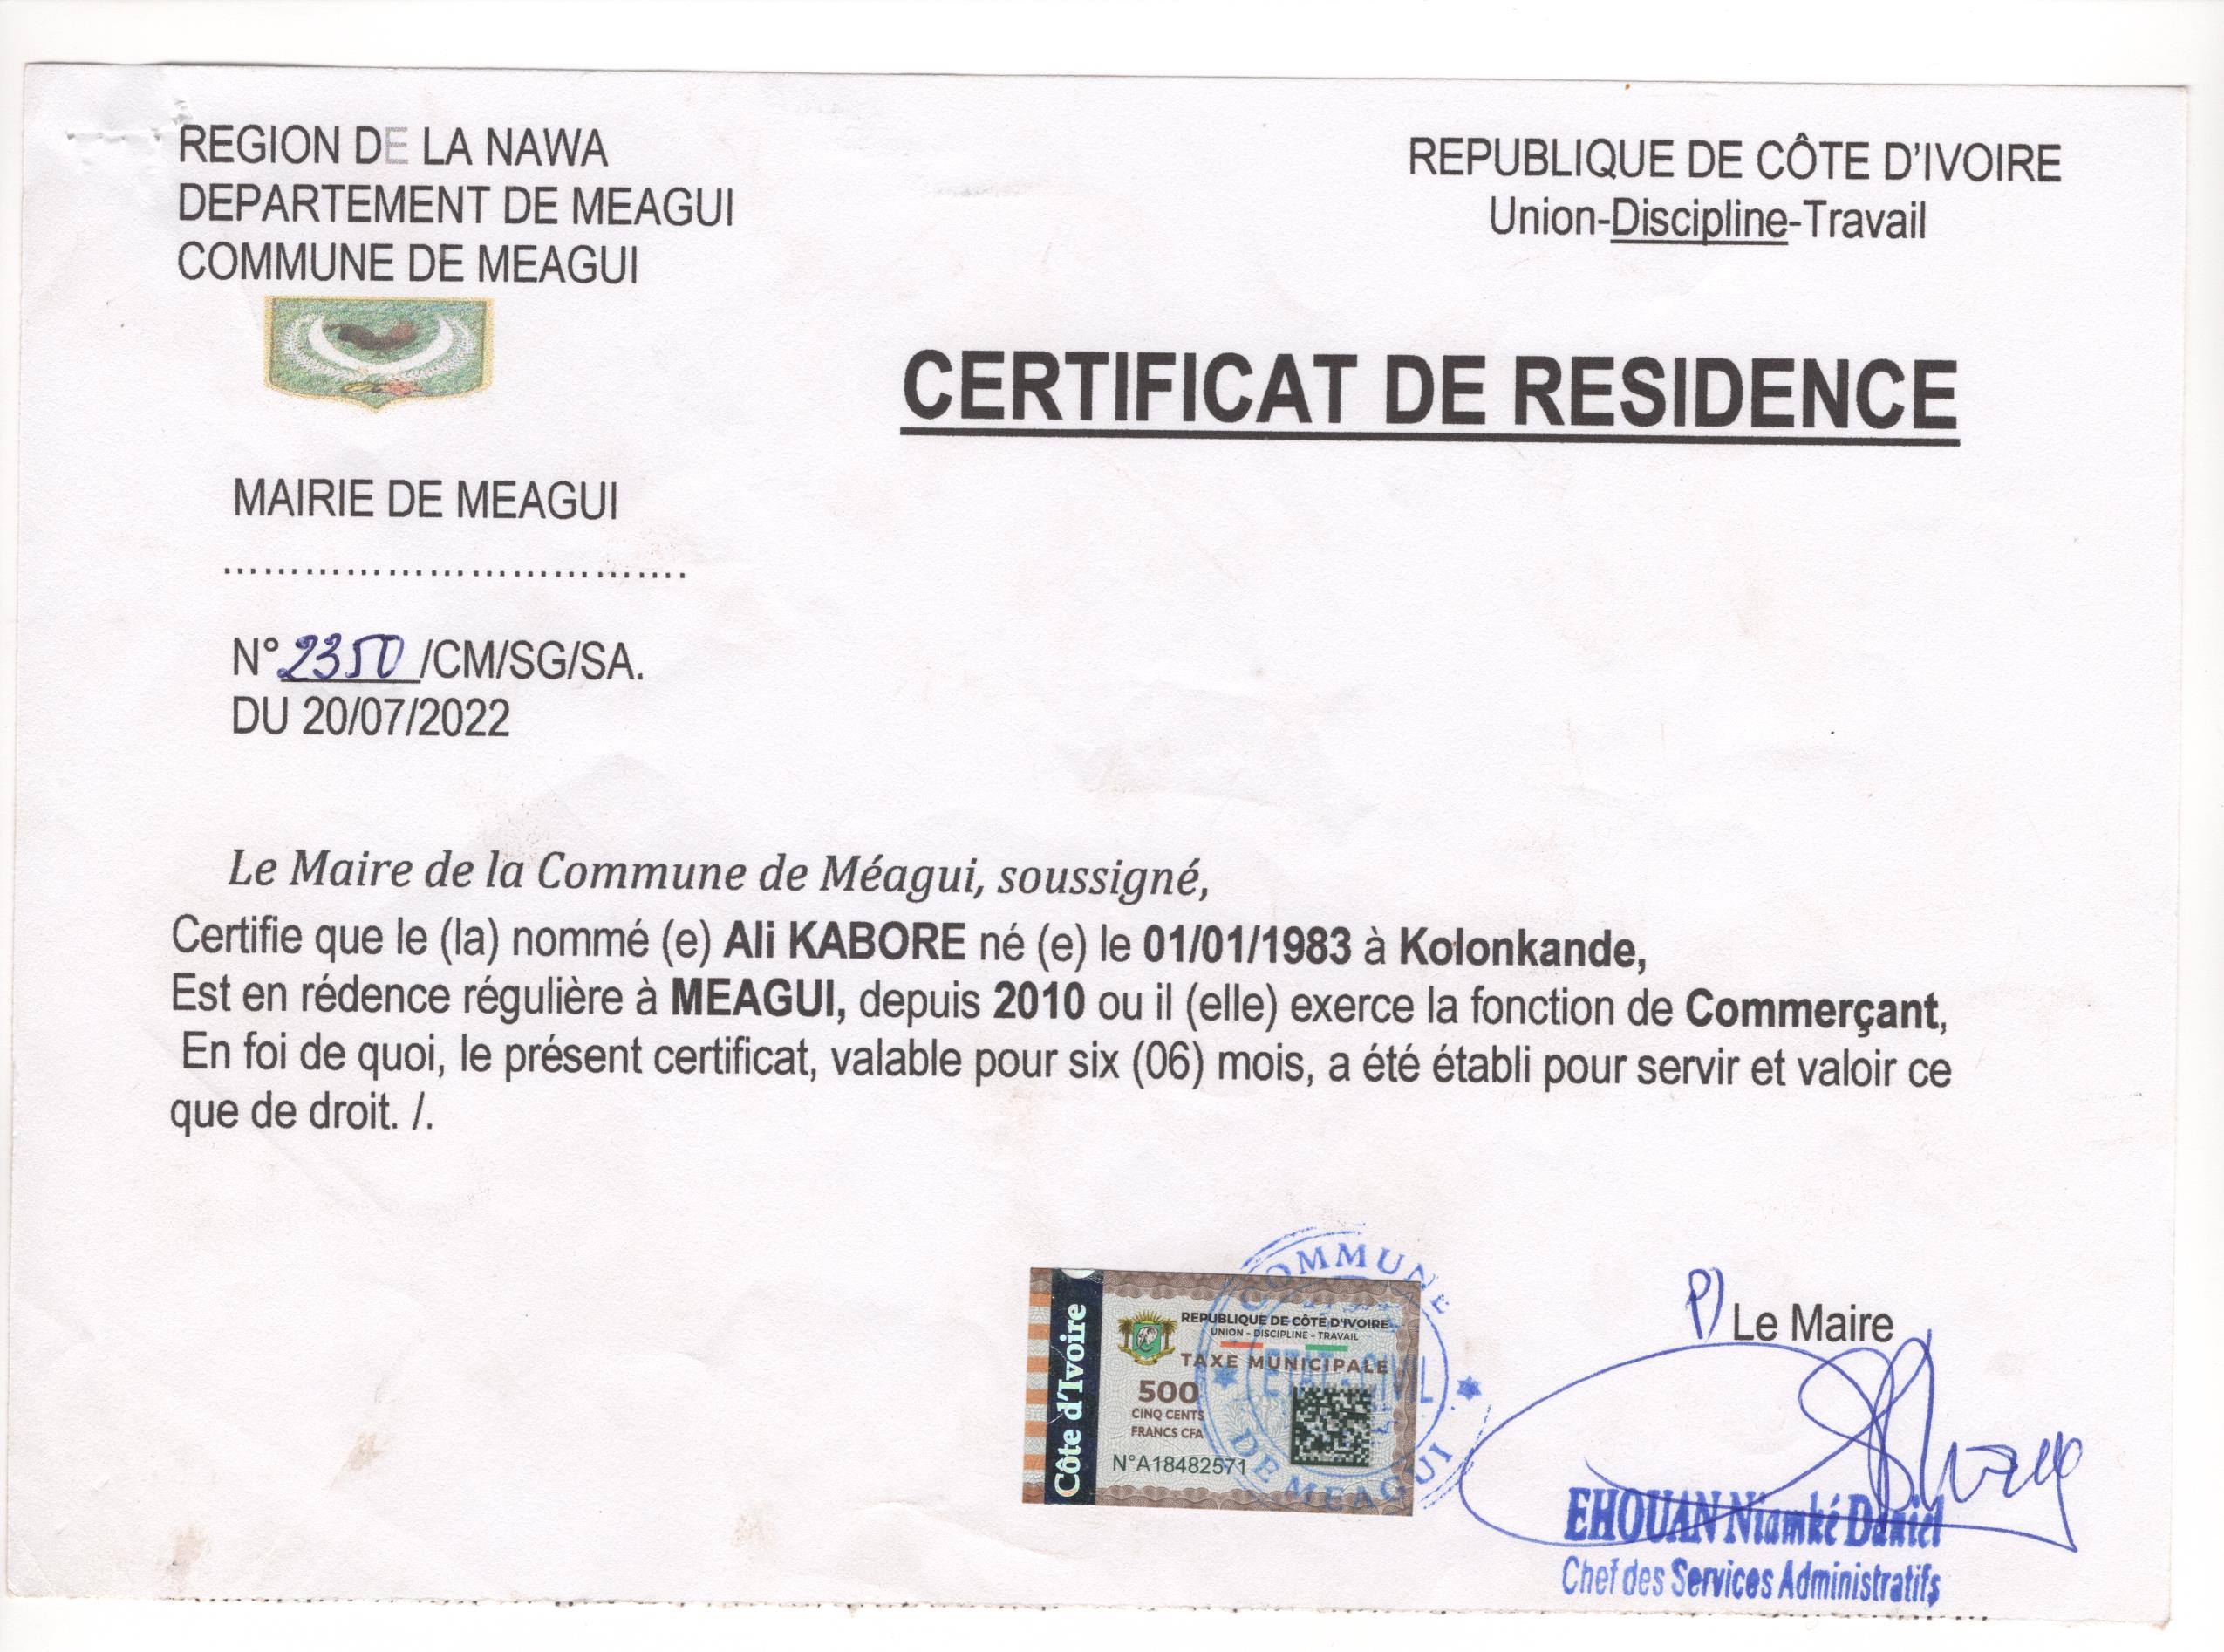 REGION DE LA NAWA
DEPARTEMENT DE MEAGUI
COMMUNE DE MEAGUI
REPUBLIQUE DE CÔTE D'IVOIRE
Union-Discipline-Travail
CERTIFICAT DE RESIDENCE
MAIRIE DE MEAGUI
......................................
N° 2350 /CM/SG/SA.
DU 20/07/2022
Le Maire de la Commune de Méagui, soussigné,
Certifie que le (la) nommé (e) Ali KABORE né (e) le 01/01/1983 à Kolonkande,
Est en rédence régulière à MEAGUI, depuis 2010 ou il (elle) exerce la fonction de Commerçant,
En foi de quoi, le présent certificat, valable pour six (06) mois, a été établi pour servir et valoir ce
que de droit. /.
Côte d'Ivoire
REPUBLIQUE DE CÔTE D'IVOIRE
UNION - DISCIPLINE - TRAVAIL
TAXE MUNICIPALE
500
CINQ CENTS
FRANCS CFA
N°A18482571
COMMUNE
ETAT-CIVIL
DE MEAGUI
P) Le Maire
EHOUAN Niamké Daniel
Chef des Services Administratifs